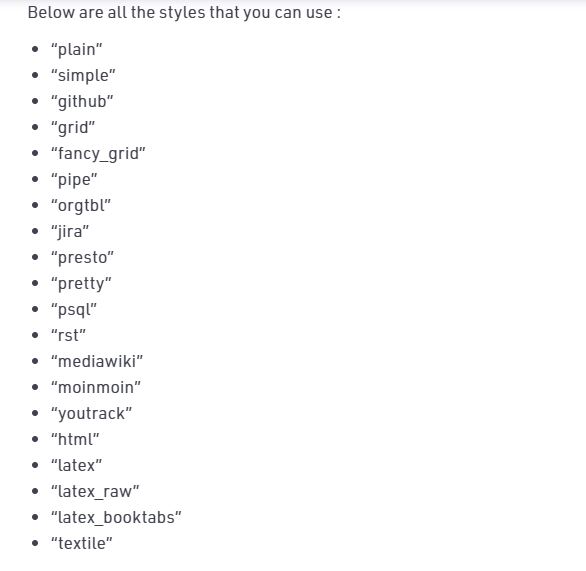 Below are all the styles that you can use :
• “plain”
• “simple”
• “github”
• “grid”
• “fancy_grid”
• “pipe”
• “orgtbl”
• “jira”
• “presto”
• “pretty”
• “psql”
• “rst”
• “mediawiki”
• “moinmoin”
• “youtrack”
• “html”
• “latex”
• “latex_raw”
• “latex_booktabs”
• “textile”